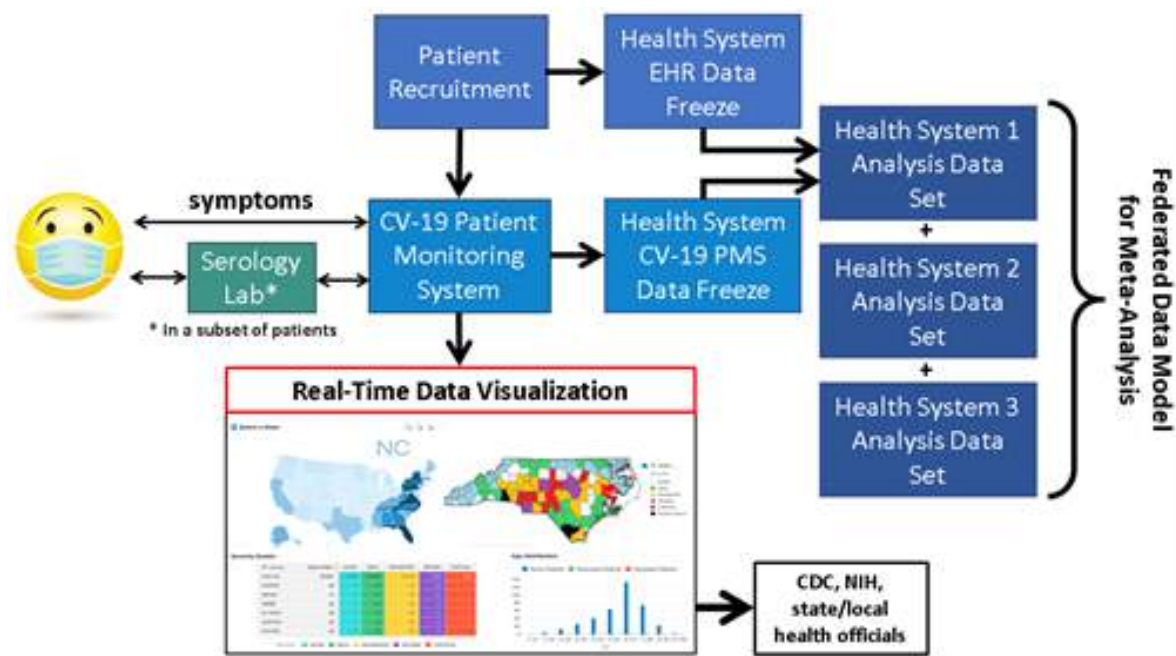 Patient
Recruitment
Health System
EHR Data
Freeze
Health System 1
Analysis Data
Set
+
Health System 2
Analysis Data
Set
+
Health System 3
Analysis Data
Set
Federated Data Model
for Meta-Analysis
symptoms
Serology
Lab*
* In a subset of patients
CV-19 Patient
Monitoring
System
Health System
CV-19 PMS
Data Freeze
Real-Time Data Visualization
NC
CDC, NIH,
state/local
health officials